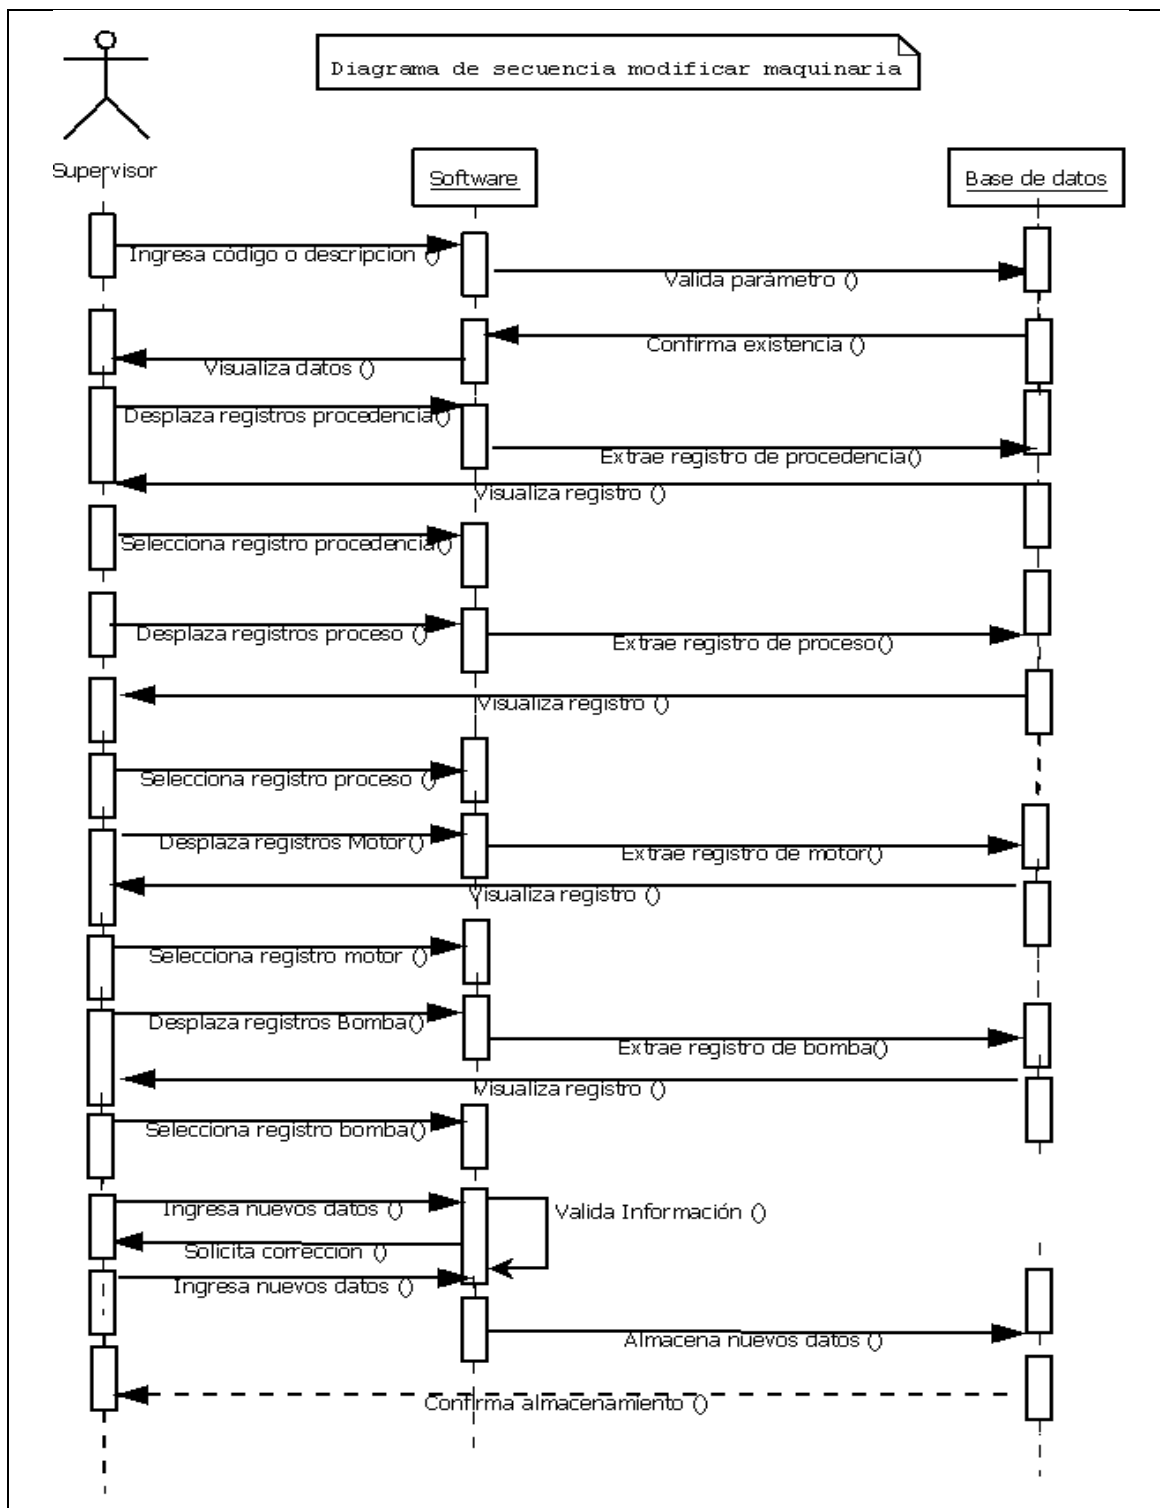 Diagrama de secuencia modificar maquinaria
Supervisor
Software
Base de datos
Ingresa código o descripcion ()
Valida parámetro ()
Confirma existencia ()
Visualiza datos ()
Desplaza registros procedencia()
Extrae registro de procedencia()
Visualiza registro ()
Selecciona registro procedencia()
Desplaza registros proceso ()
Extrae registro de proceso()
Visualiza registro ()
Selecciona registro proceso ()
Desplaza registros Motor()
Extrae registro de motor()
Visualiza registro ()
Selecciona registro motor ()
Desplaza registros Bomba()
Extrae registro de bomba()
Visualiza registro ()
Selecciona registro bomba()
Ingresa nuevos datos ()
Valida Información ()
Solicita correccion ()
Ingresa nuevos datos ()
Almacena nuevos datos ()
Confirma almacenamiento ()